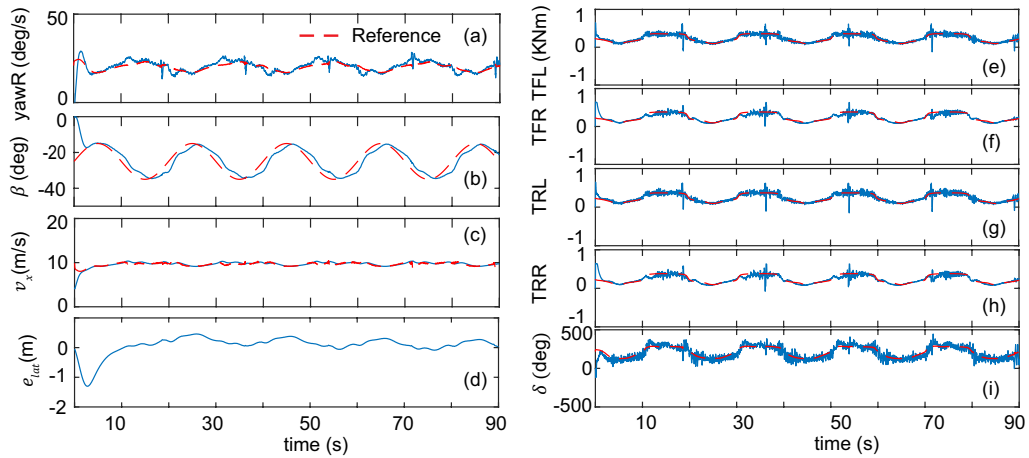 yawR (deg/s)
50
0
Reference
(a)
β (deg)
0
-20
-40
(b)
v_x(m/s)
20
10
0
(c)
e_lat(m)
0
-1
-2
(d)
10 30 50 70 90
time (s)
TFL (KNm)
1
0
-1
(e)
TFR
1
0
-1
(f)
TRL
1
0
-1
(g)
TRR
1
0
-1
(h)
δ (deg)
500
0
-500
(i)
10 30 50 70 90
time (s)